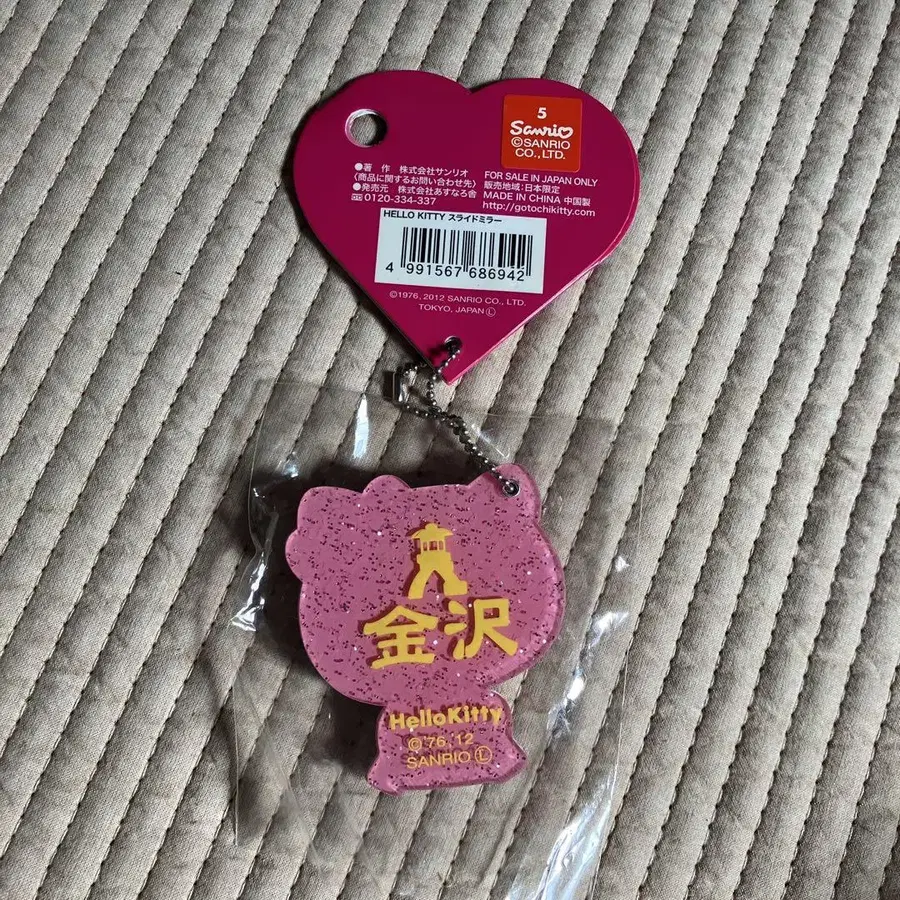 5
Sanrio
©SANRIO
CO.,LTD.
●著 作 株式会社サンリオ
〈商品に関するお問い合わせ先〉
●発売元 株式会社あすなろ舎
0120-334-337
FOR SALE IN JAPAN ONLY
販売地域:日本限定
MADE IN CHINA 中国製
http://gotochikitty.com
HELLO KITTY スライドミラー
4 991567 686942
©1976, 2012 SANRIO CO., LTD.
TOKYO, JAPAN Ⓛ
金沢
HelloKitty
©'76,'12
SANRIO Ⓛ